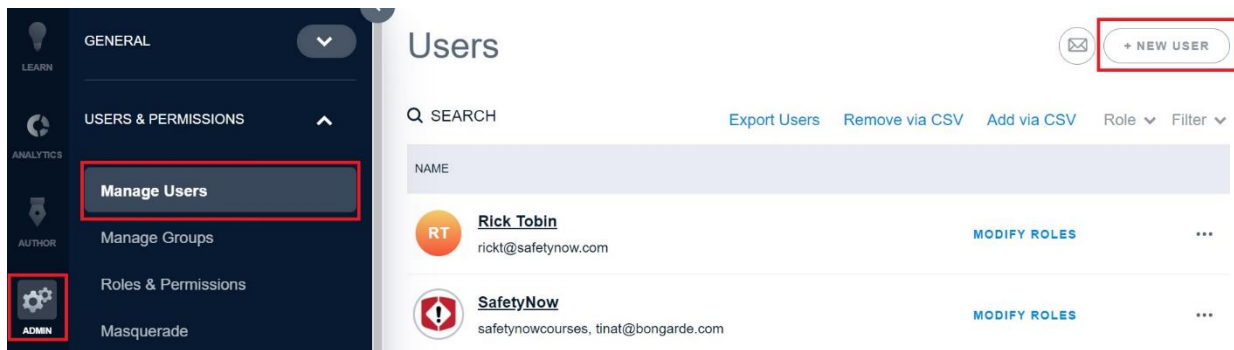 LEARN
ANALYTICS
AUTHOR
ADMIN
GENERAL
USERS & PERMISSIONS
Manage Users
Manage Groups
Roles & Permissions
Masquerade
Users
+ NEW USER
SEARCH
Export Users Remove via CSV Add via CSV Role Filter
NAME
RT
Rick Tobin
rickt@safetynow.com
MODIFY ROLES
SafetyNow
safetynowcourses, tinat@bongarde.com
MODIFY ROLES